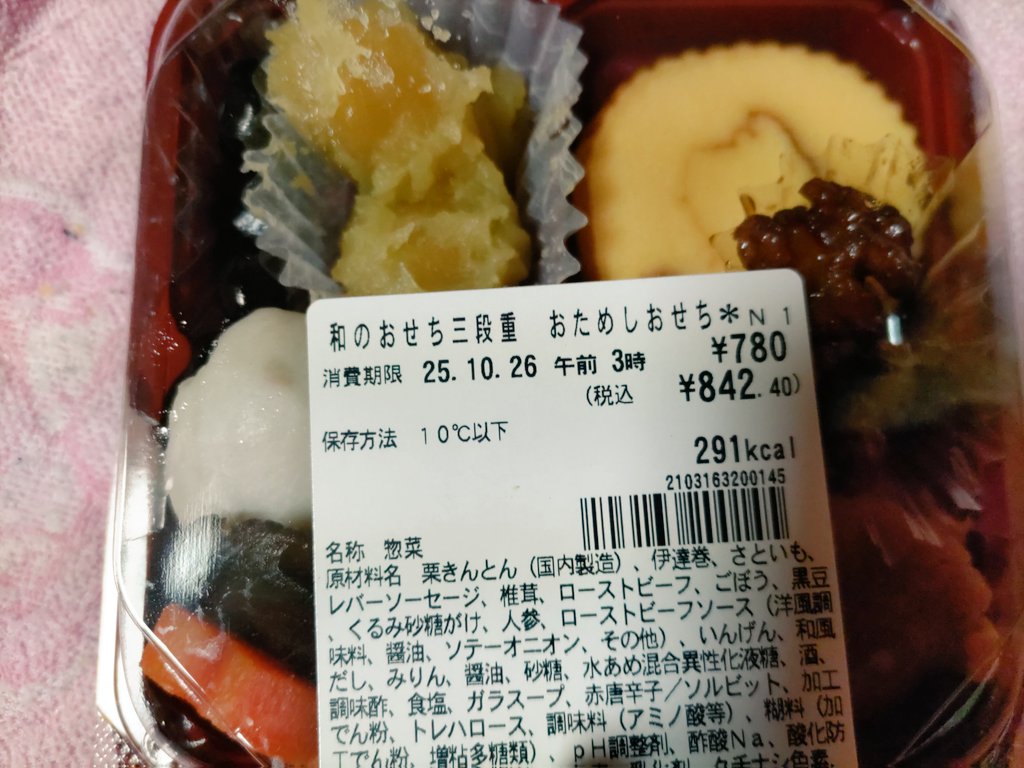 和のおせち三段重 おためしおせち＊Ｎ１
¥780
消費期限 25.10.26 午前 3時
(税込 ¥842.40)
保存方法 １０℃以下
291kcal
2103163200145
名称 惣菜
原材料名 栗きんとん（国内製造）、伊達巻、さといも、
レバーソーセージ、椎茸、ローストビーフ、ごぼう、黒豆
、くるみ砂糖がけ、人参、ローストビーフソース（洋風調
味料、醤油、ソテーオニオン、その他）、いんげん、和風
だし、みりん、醤油、砂糖、水あめ混合異性化液糖、酒、
調味酢、食塩、ガラスープ、赤唐辛子／ソルビット、加工
でん粉、トレハロース、調味料（アミノ酸等）、糊料（加
工でん粉、増粘多糖類）、ｐＨ調整剤、酢酸Ｎａ、酸化防
乳化剤、クチナシ色素、